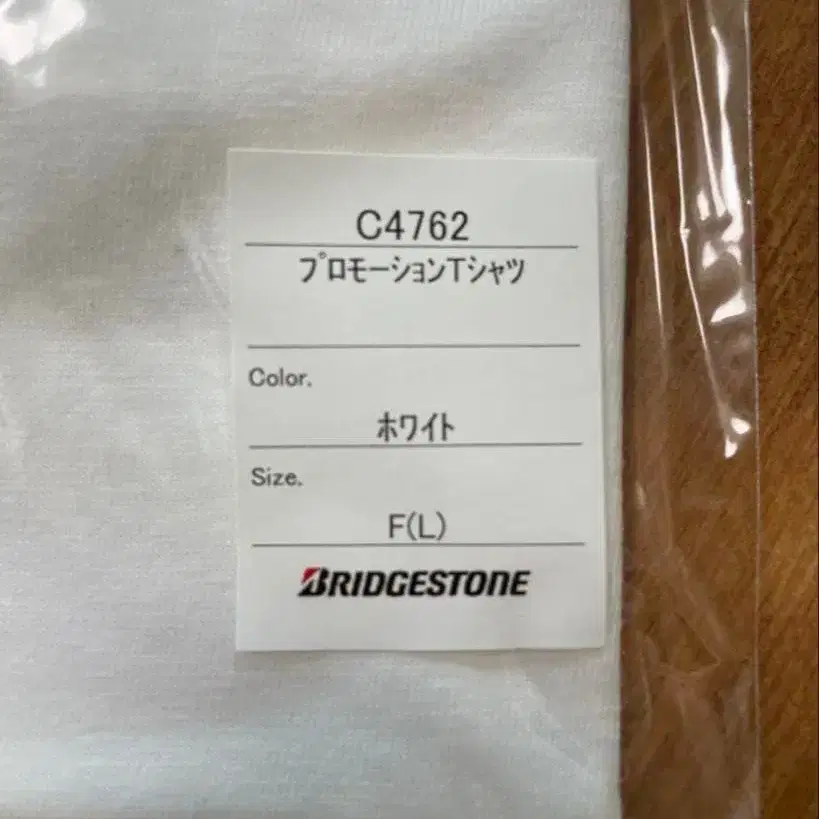 C4762
プロモーションTシャツ
Color.
ホワイト
Size.
F(L)
BRIDGESTONE